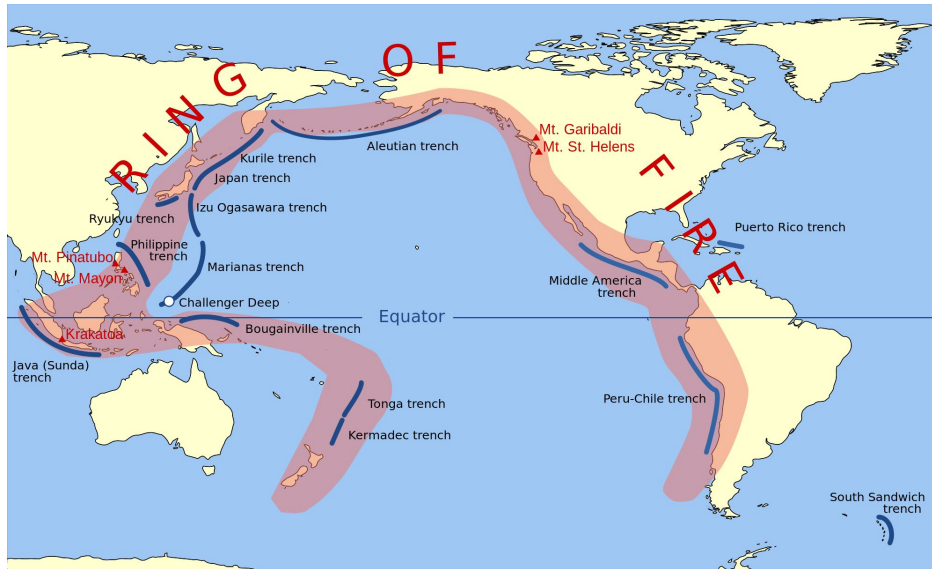 RING OF FIRE
Aleutian trench
Kurile trench
Japan trench
Izu Ogasawara trench
Ryukyu trench
Philippine
trench
Marianas trench
Challenger Deep
Mt. Pinatubo
Mt. Mayon
Krakatoa
Equator
Bougainville trench
Java (Sunda)
trench
Tonga trench
Kermadec trench
Mt. Garibaldi
Mt. St. Helens
Puerto Rico trench
Middle America
trench
Peru-Chile trench
South Sandwich
trench